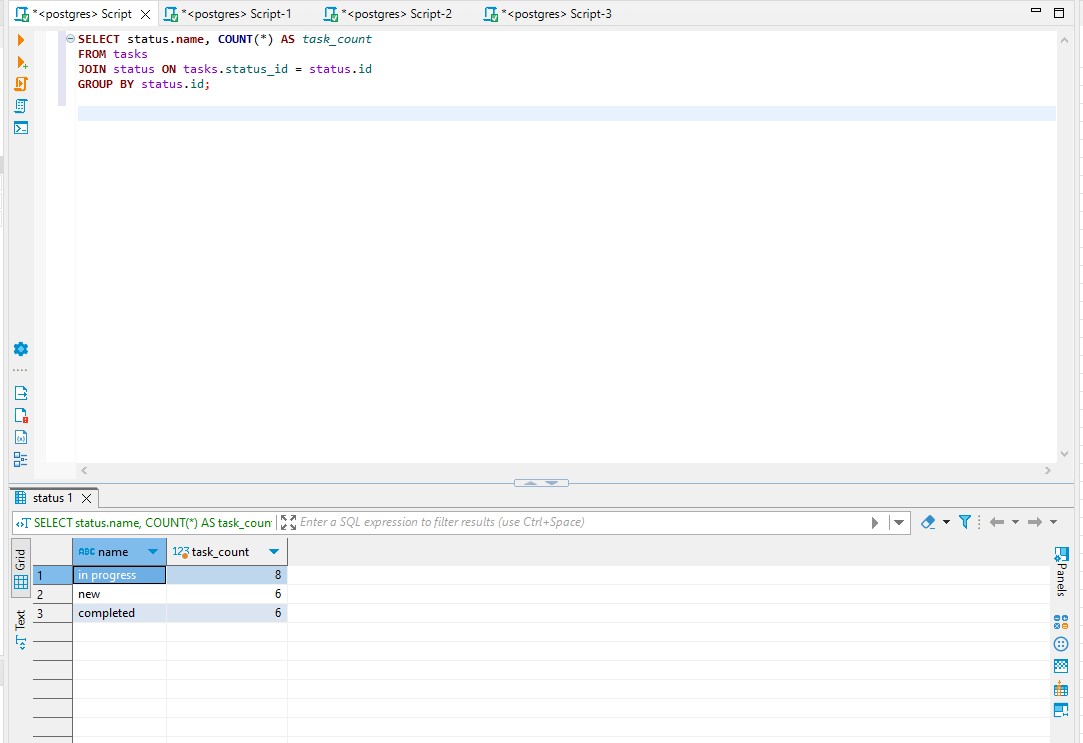 *<postgres> Script
*<postgres> Script-1
*<postgres> Script-2
*<postgres> Script-3
SELECT status.name, COUNT(*) AS task_count
FROM tasks
JOIN status ON tasks.status_id = status.id
GROUP BY status.id;
status 1
SELECT status.name, COUNT(*) AS task_coun
Enter a SQL expression to filter results (use Ctrl+Space)
Grid
Text
Panels
ABC name 123 task_count
1 in progress 8
2 new 6
3 completed 6